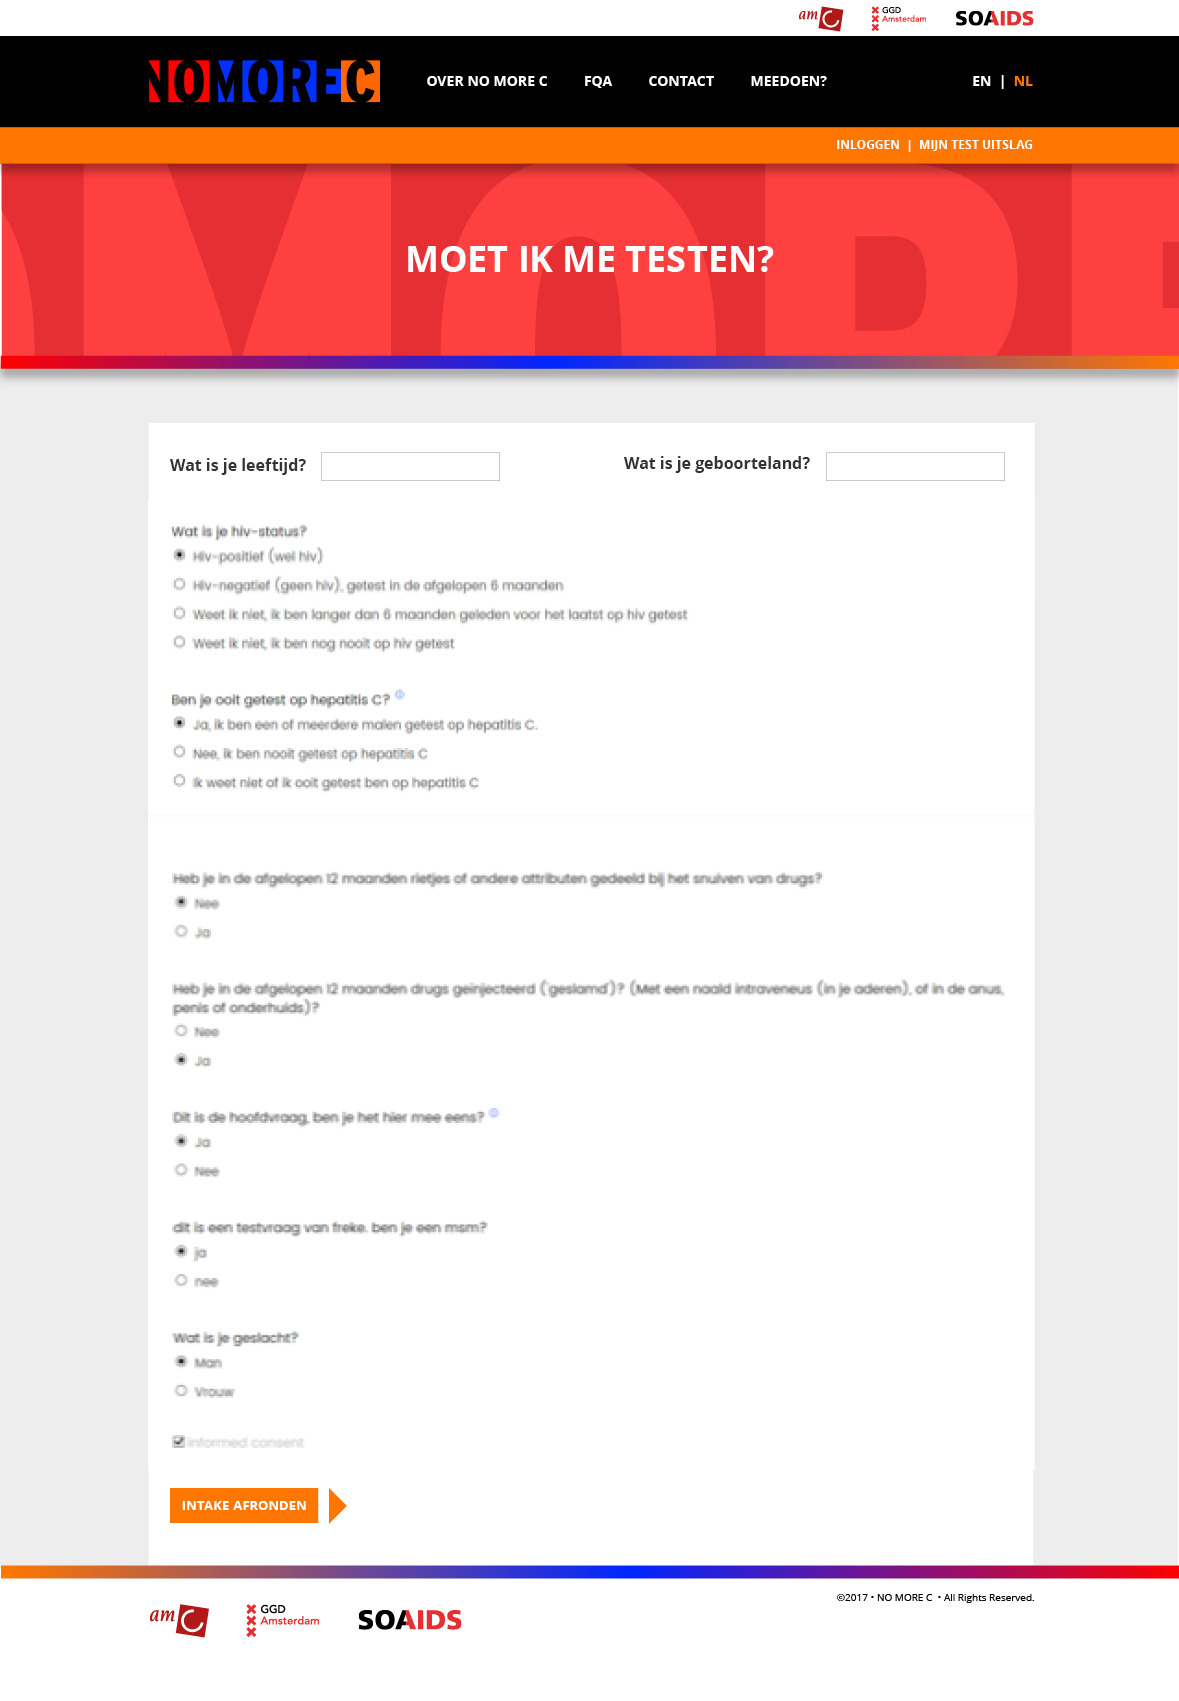 amC GGD Amsterdam SOAIDS
NOMOREC OVER NO MORE C FQA CONTACT MEEDOEN? EN | NL
INLOGGEN | MIJN TEST UITSLAG
MOET IK ME TESTEN?
Wat is je leeftijd? Wat is je geboorteland?
Wat is je hiv-status?
Hiv-positief (wel hiv)
Hiv-negatief (geen hiv), getest in de afgelopen 6 maanden
Weet ik niet, ik ben langer dan 6 maanden geleden voor het laatst op hiv getest
Weet ik niet, ik ben nog nooit op hiv getest
Ben je ooit getest op hepatitis C?
Ja, ik ben een of meerdere malen getest op hepatitis C.
Nee, ik ben nooit getest op hepatitis C
Ik weet niet of ik ooit getest ben op hepatitis C
Heb je in de afgelopen 12 maanden rietjes of andere attributen gedeeld bij het snuiven van drugs?
Nee
Ja
Heb je in de afgelopen 12 maanden drugs geïnjecteerd ('geslamd')? (Met een naald intraveneus (in je aderen), of in de anus,
penis of onderhuids)?
Nee
Ja
Dit is de hoofdvraag, ben je het hier mee eens?
Ja
Nee
dit is een testvraag van freke. ben je een msm?
ja
nee
Wat is je geslacht?
Man
Vrouw
informed consent
INTAKE AFRONDEN
©2017 • NO MORE C • All Rights Reserved.
amC GGD Amsterdam SOAIDS